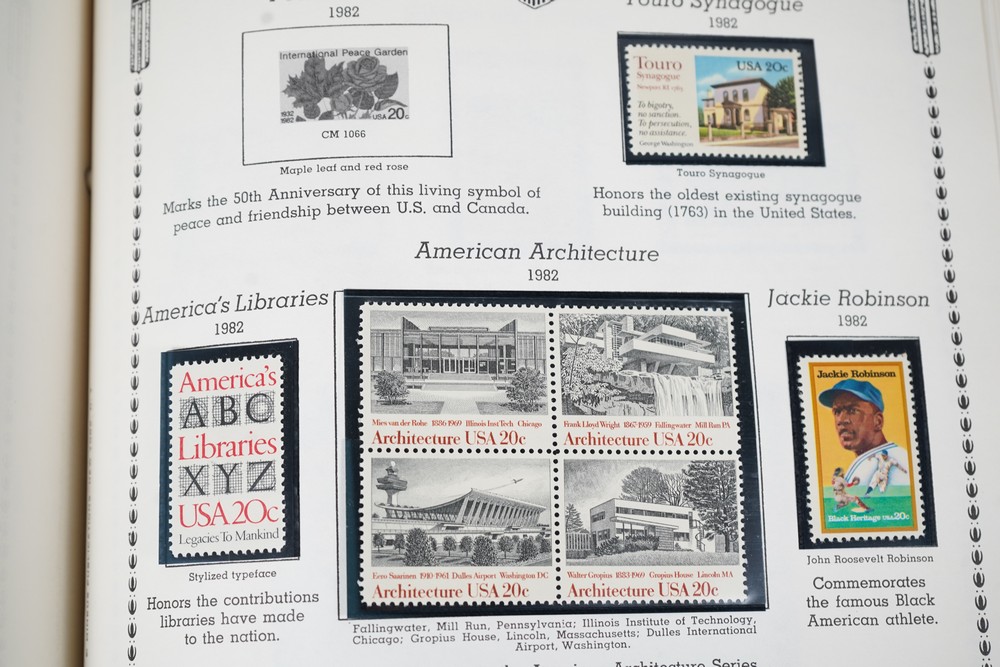 1982
International Peace Garden
1932
1982
USA
20c
CM 1066
Maple leaf and red rose
Marks the 50th Anniversary of this living symbol of
peace and friendship between U.S. and Canada.
Touro Synagogue
1982
Touro
Synagogue
Newport RI 1763
USA 20c
To bigotry,
no sanction.
To persecution,
no assistance.
George Washington
Touro Synagogue
Honors the oldest existing synagogue
building (1763) in the United States.
American Architecture
1982
America's Libraries
1982
America's
ABC
Libraries
XYZ
USA 20c
Legacies To Mankind
Stylized typeface
Honors the contributions
libraries have made
to the nation.
Mies van der Rohe 1886 1969 Illinois Inst Tech Chicago
Architecture USA 20c
Frank Lloyd Wright 1867-1959 Fallingwater Mill Run PA
Architecture USA 20c
Eero Saarinen 1910 1961 Dulles Airport Washington DC
Architecture USA 20c
Walter Gropius 1883-1969 Gropius House Lincoln MA
Architecture USA 20c
Fallingwater, Mill Run, Pennsylvania; Illinois Institute of Technology,
Chicago; Gropius House, Lincoln, Massachusetts; Dulles International
Airport, Washington.
American Architecture Series
Jackie Robinson
1982
Jackie Robinson
Black Heritage USA 20c
John Roosevelt Robinson
Commemorates
the famous Black
American athlete.